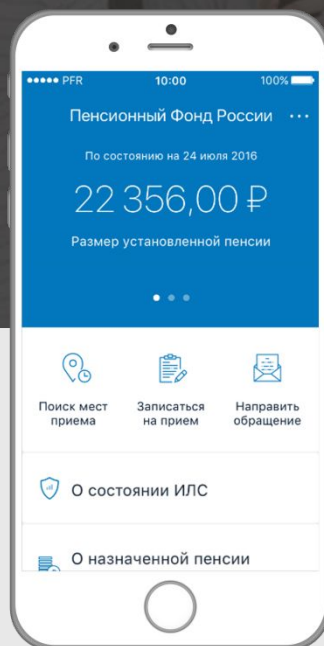 PFR 10:00 100%
Пенсионный Фонд России ...
По состоянию на 24 июля 2016
22 356,00 ₽
Размер установленной пенсии
Поиск мест приема
Записаться на прием
Направить обращение
О состоянии ИЛС
О назначенной пенсии